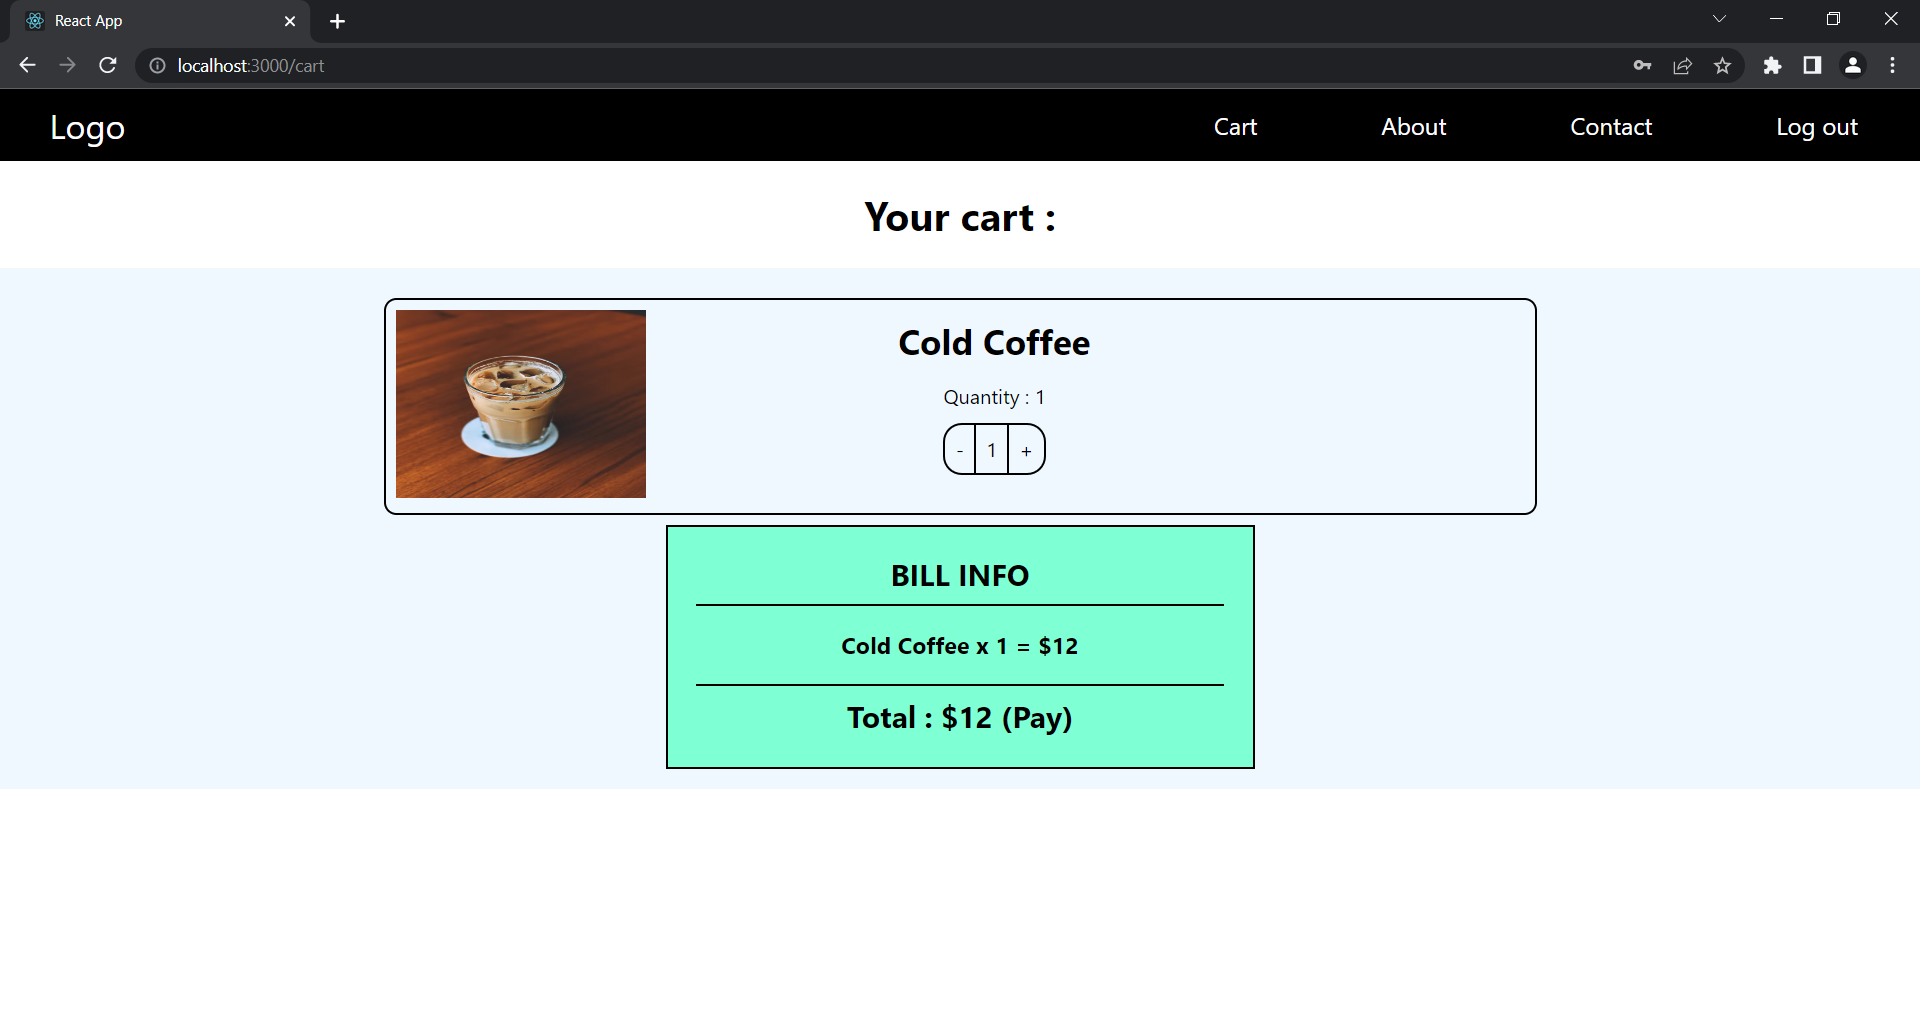 React App
localhost:3000/cart
Logo Cart About Contact Log out
Your cart :
Cold Coffee
Quantity : 1
- 1 +
BILL INFO
Cold Coffee x 1 = $12
Total : $12 (Pay)